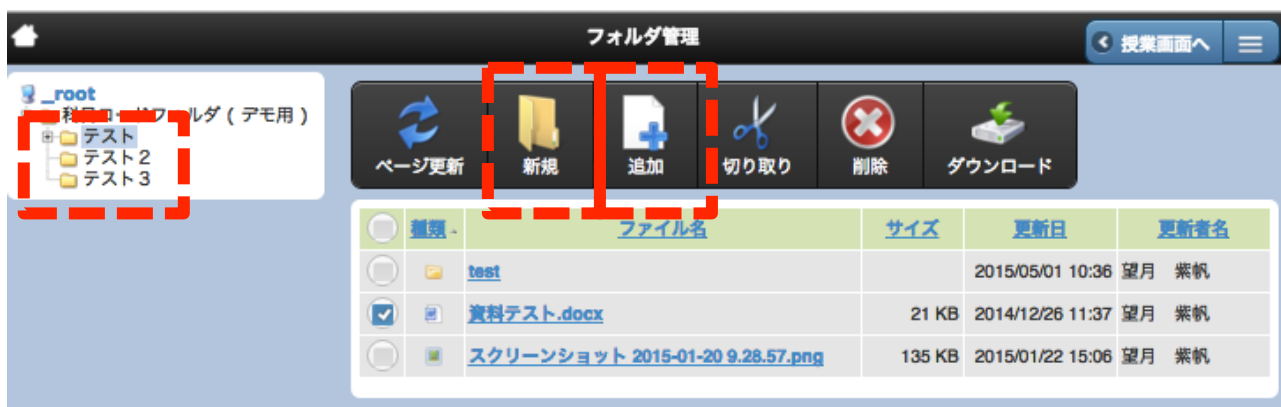 フォルダ管理
授業画面へ
_root
科目コードフォルダ ( デモ用 )
テスト
テスト2
テスト3
ページ更新 新規 追加 切り取り 削除 ダウンロード
種類 ファイル名 サイズ 更新日 更新者名
test 2015/05/01 10:36 望月 紫帆
資料テスト.docx 21 KB 2014/12/26 11:37 望月 紫帆
スクリーンショット 2015-01-20 9.28.57.png 135 KB 2015/01/22 15:06 望月 紫帆